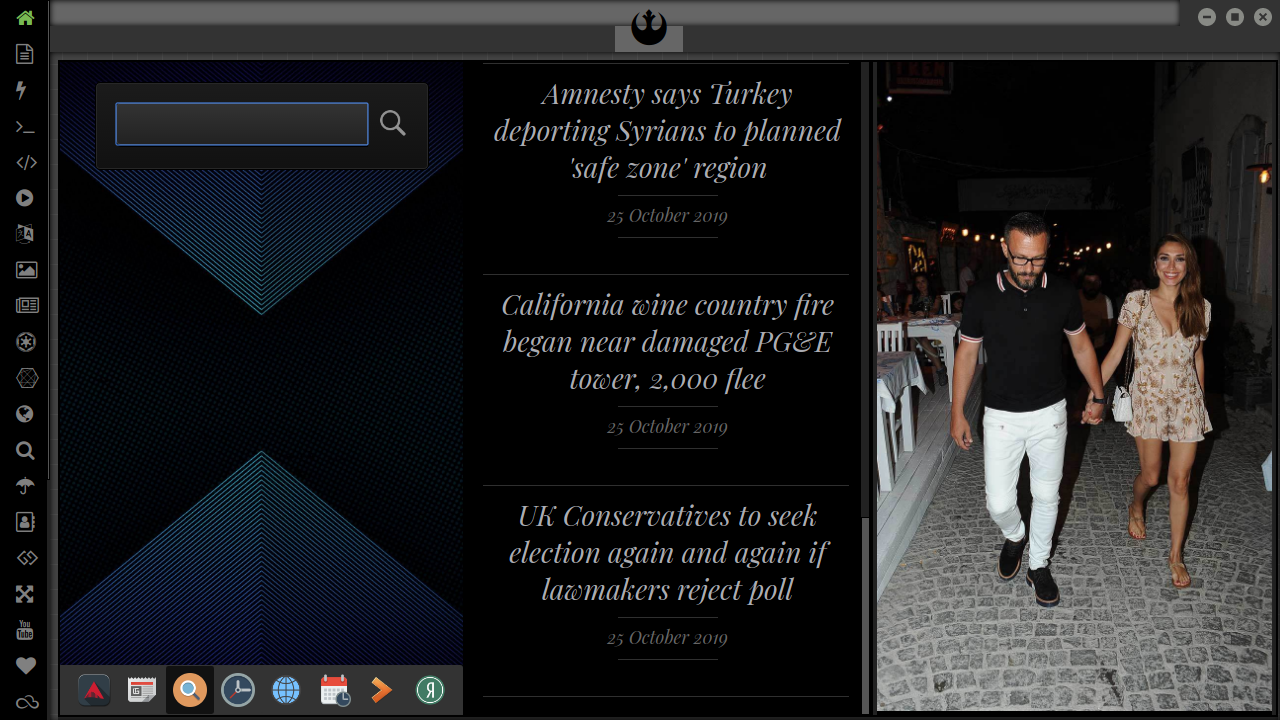 Amnesty says Turkey
deporting Syrians to planned
'safe zone' region
25 October 2019
California wine country fire
began near damaged PG&E
tower, 2,000 flee
25 October 2019
UK Conservatives to seek
election again and again if
lawmakers reject poll
25 October 2019
You
Tube
Я